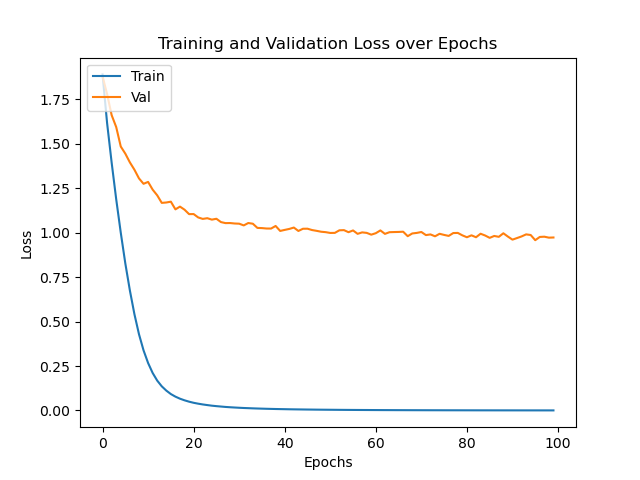 Training and Validation Loss over Epochs
Train
Val
Loss
1.75
1.50
1.25
1.00
0.75
0.50
0.25
0.00
0 20 40 60 80 100
Epochs